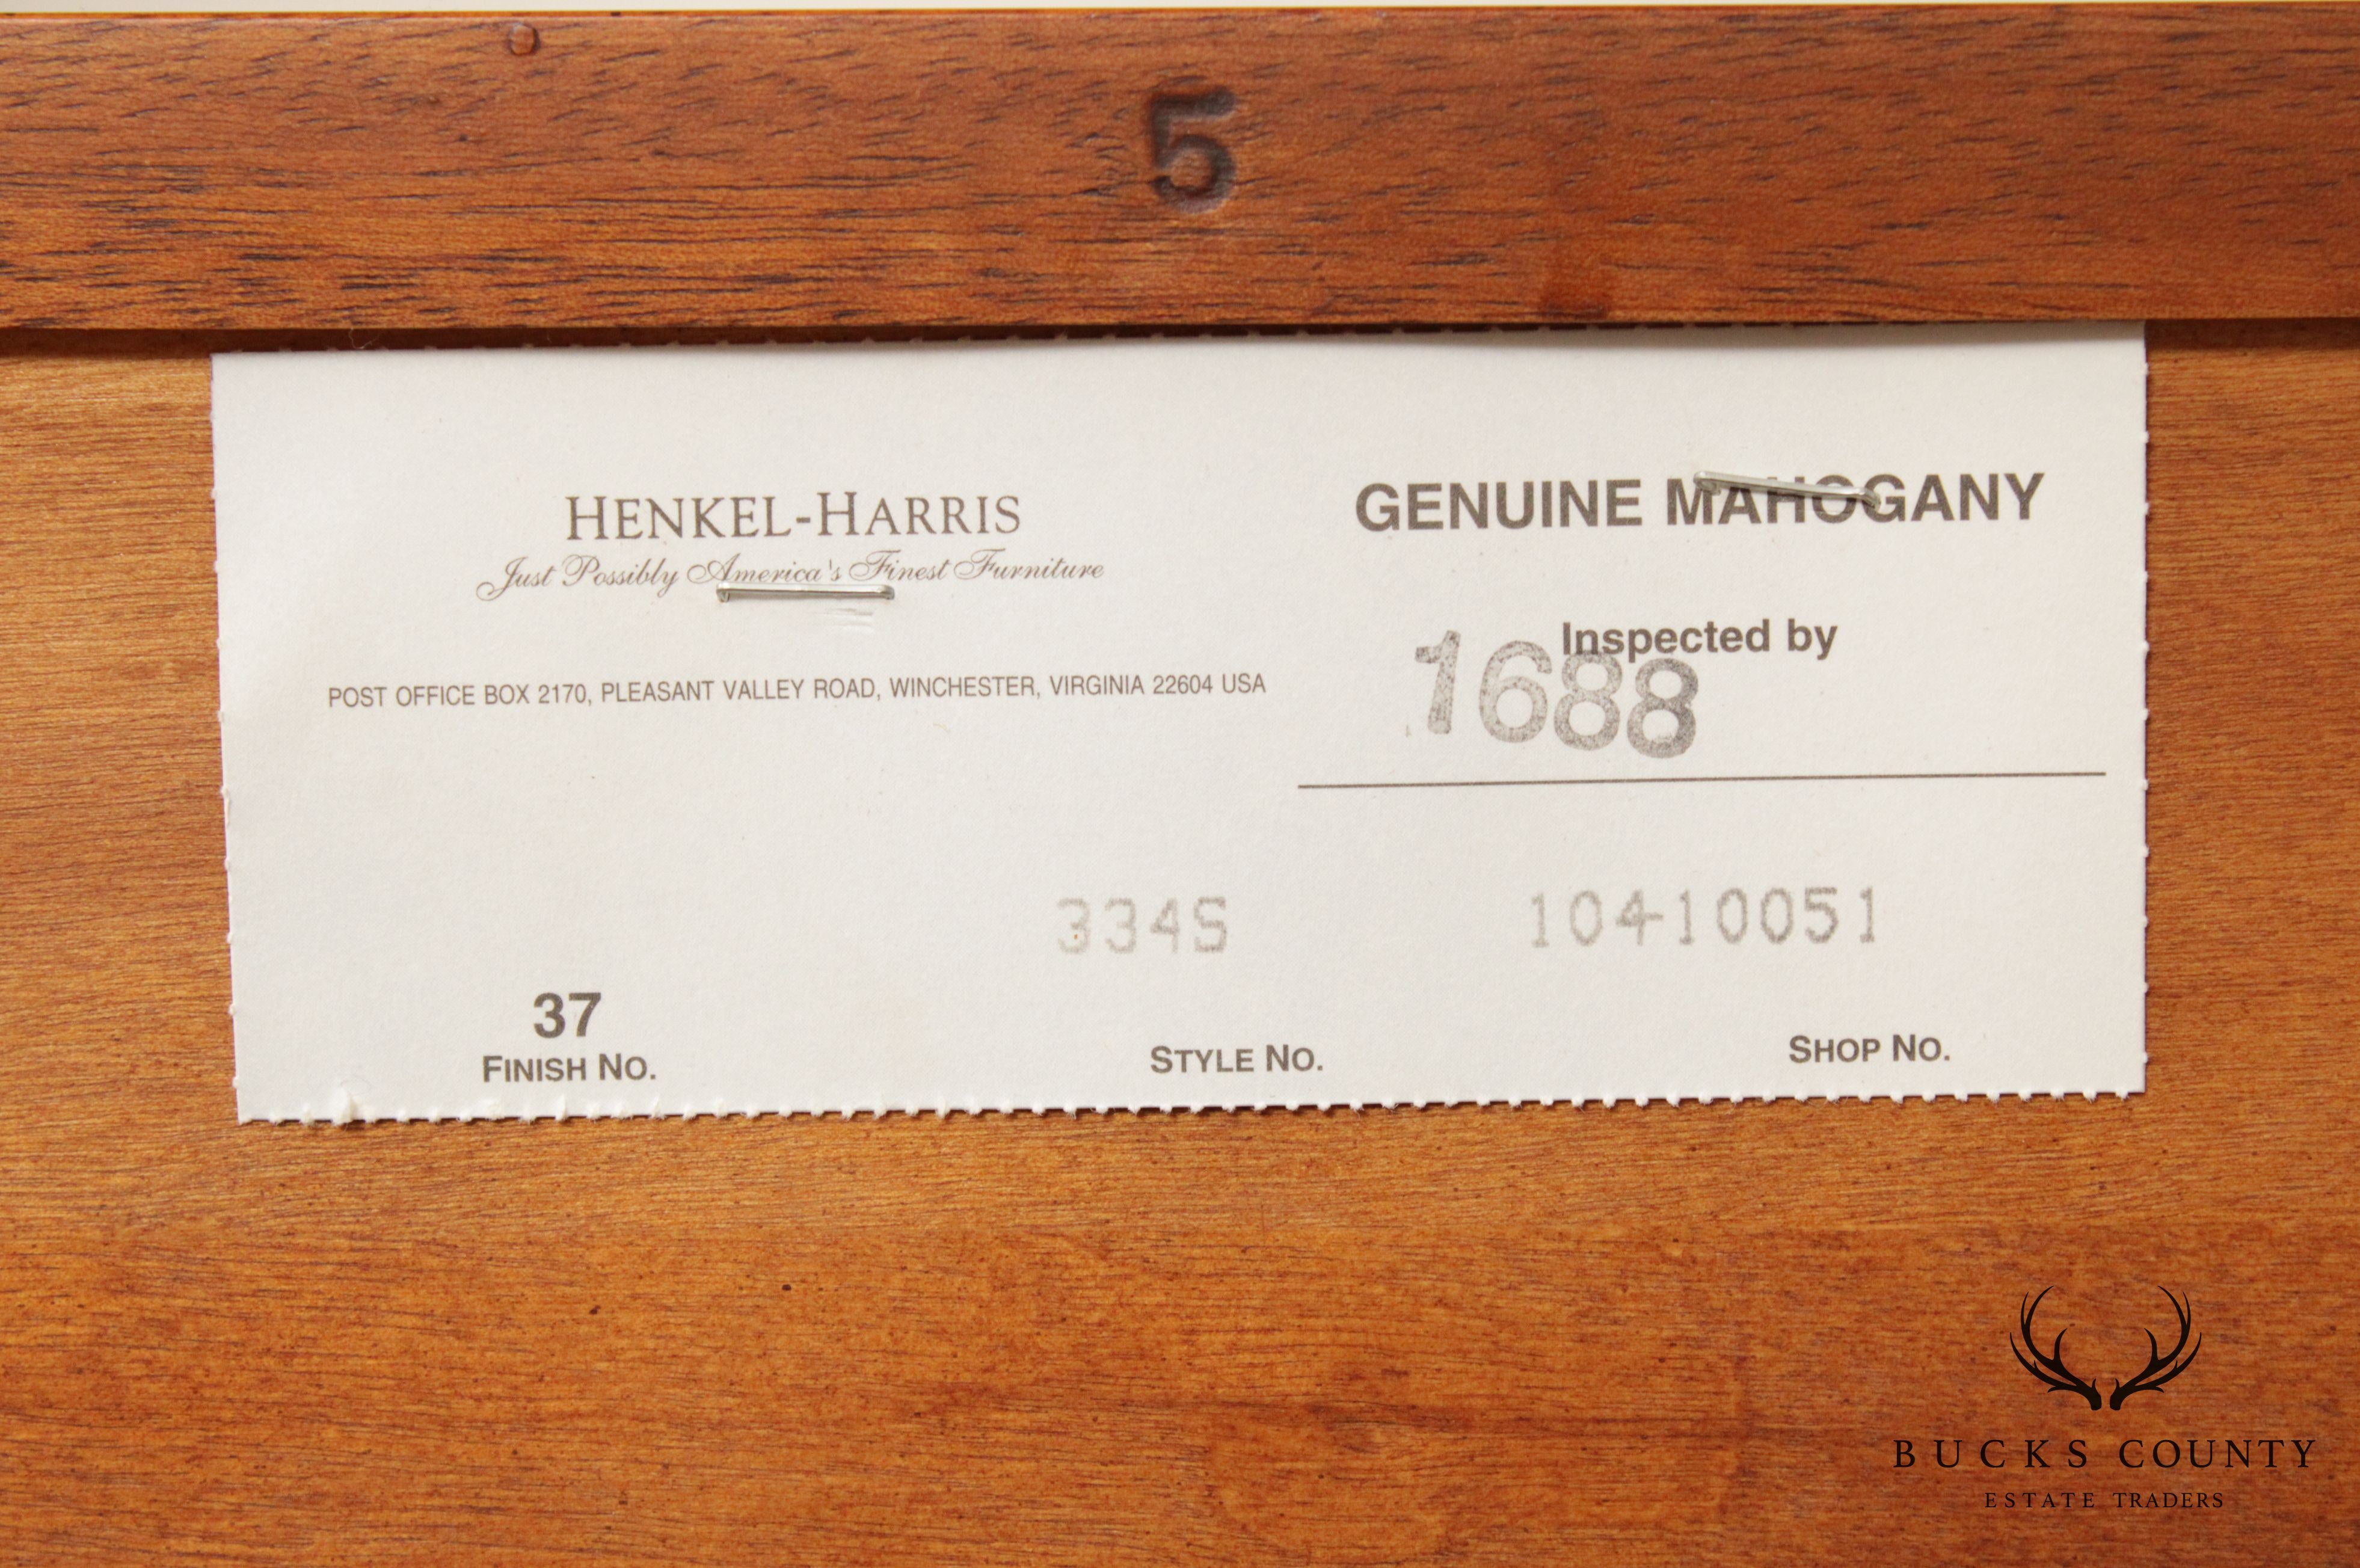 5
HENKEL-HARRIS
Just Possibly America's Finest Furniture
POST OFFICE BOX 2170, PLEASANT VALLEY ROAD, WINCHESTER, VIRGINIA 22604 USA
GENUINE MAHOGANY
Inspected by
1688
334S
10410051
37
FINISH NO.
STYLE NO.
SHOP NO.
BUCKS COUNTY
ESTATE TRADERS